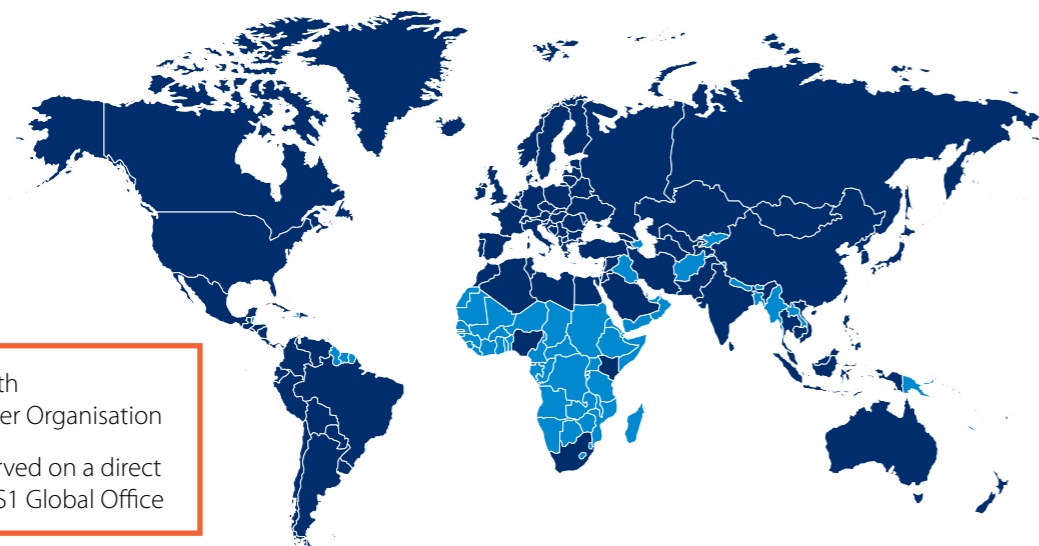 th
er Organisation
rved on a direct
S1 Global Office